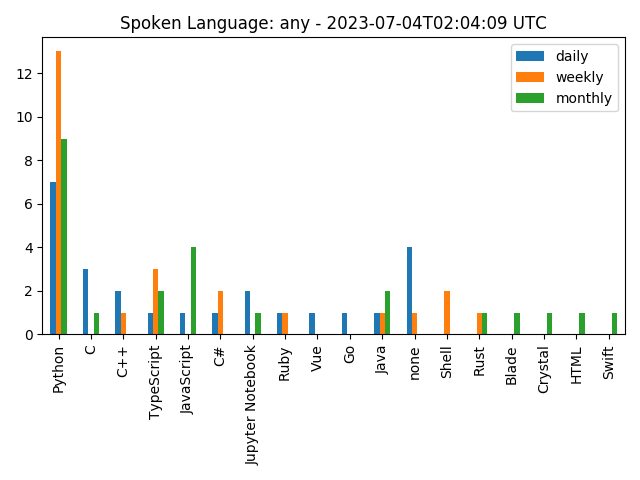 Spoken Language: any - 2023-07-04T02:04:09 UTC
daily
weekly
monthly
12
10
8
6
4
2
0
Python
C
C++
TypeScript
JavaScript
C#
Jupyter Notebook
Ruby
Vue
Go
Java
none
Shell
Rust
Blade
Crystal
HTML
Swift